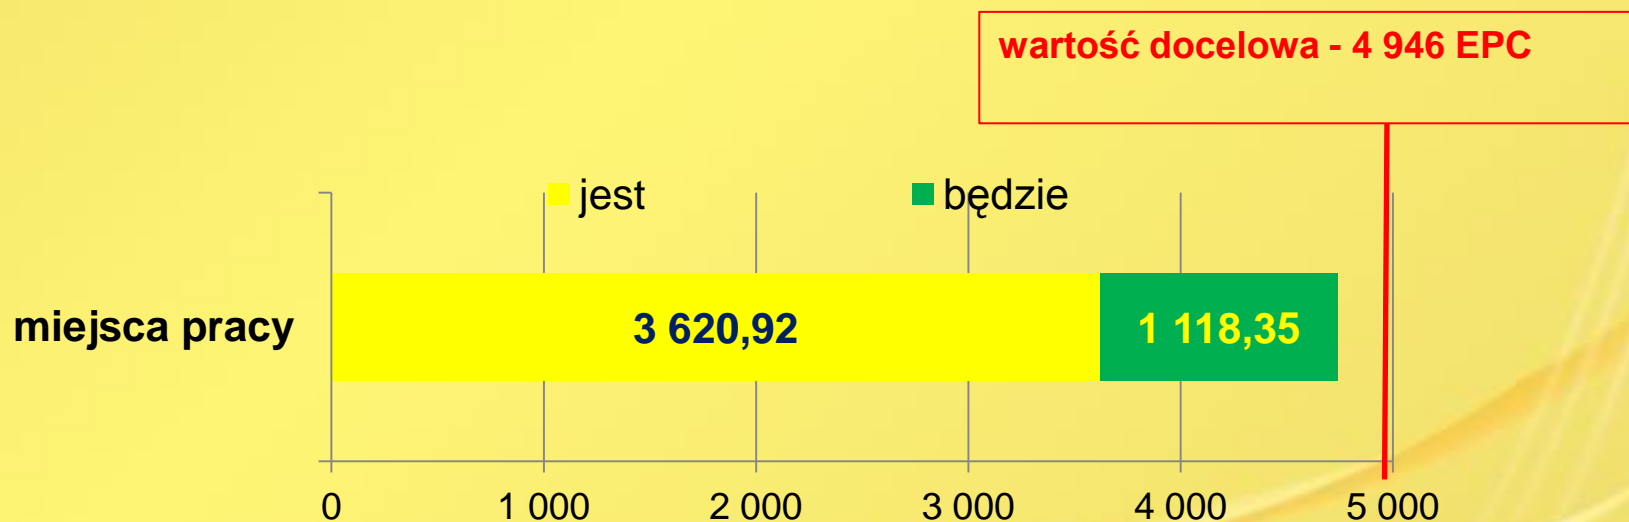 wartość docelowa - 4 946 EPC
jest
będzie
miejsca pracy
3 620,92
1 118,35
0
1 000
2 000
3 000
4 000
5 000